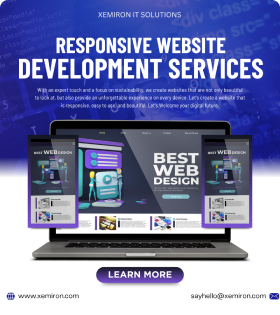 XEMIRON IT SOLUTIONS
RESPONSIVE WEBSITE
DEVELOPMENT SERVICES
With an expert touch and a focus on sustainability, we create websites that are not only beautiful
to look at, but also provide an unforgettable experience on every device. Let's create a website that
is responsive, easy to use and beautiful. Let's Welcome your digital future.
BEST WEB DESIGN
BEST
WEB
DESIGN
BEST WEB DESIGN
LEARN MORE
www.xemiron.com
sayhello@xemiron.com